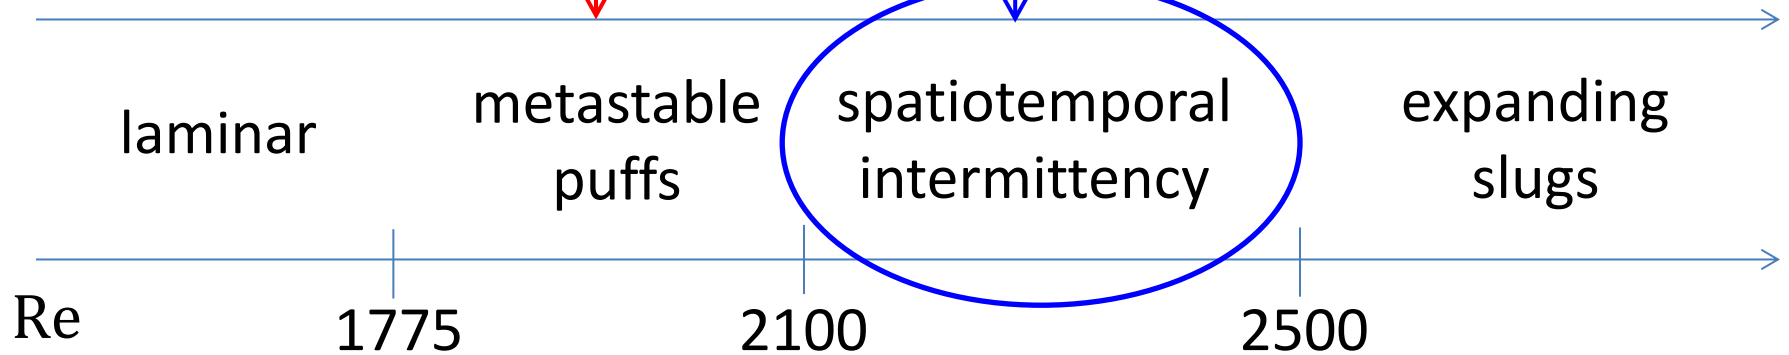 laminar
metastable
puffs
spatiotemporal
intermittency
expanding
slugs
Re
1775
2100
2500